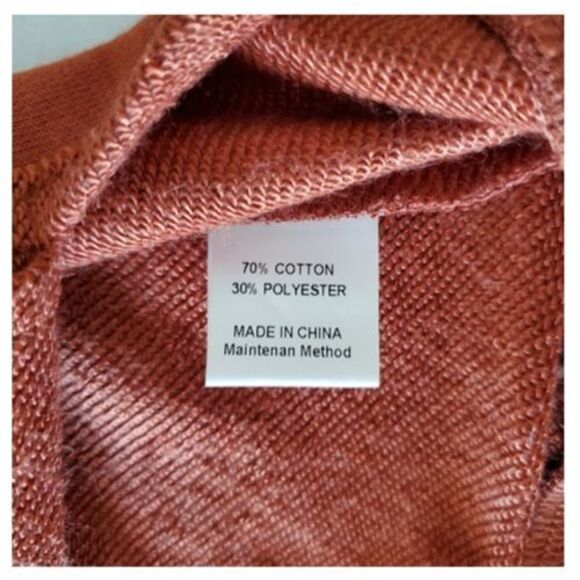 70% COTTON
30% POLYESTER
MADE IN CHINA
Maintenan Method